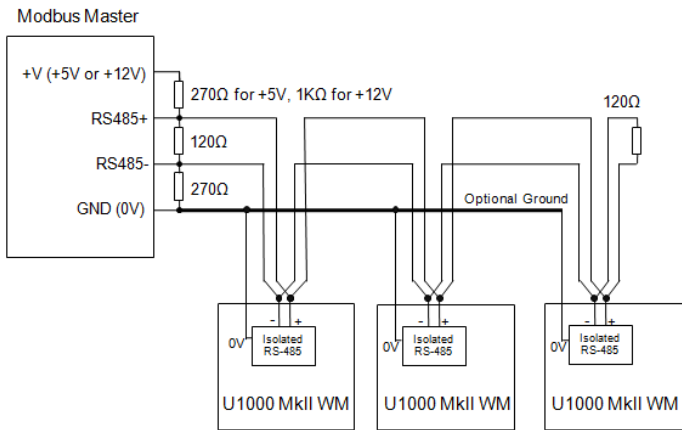 Modbus Master
+V (+5V or +12V)
270Ω for +5V, 1KΩ for +12V
120Ω
RS485+
120Ω
RS485-
270Ω
Optional Ground
GND (0V)
- +
- +
- +
0V
Isolated
RS-485
0V
Isolated
RS-485
0V
Isolated
RS-485
U1000 MkII WM
U1000 MkII WM
U1000 MkII WM